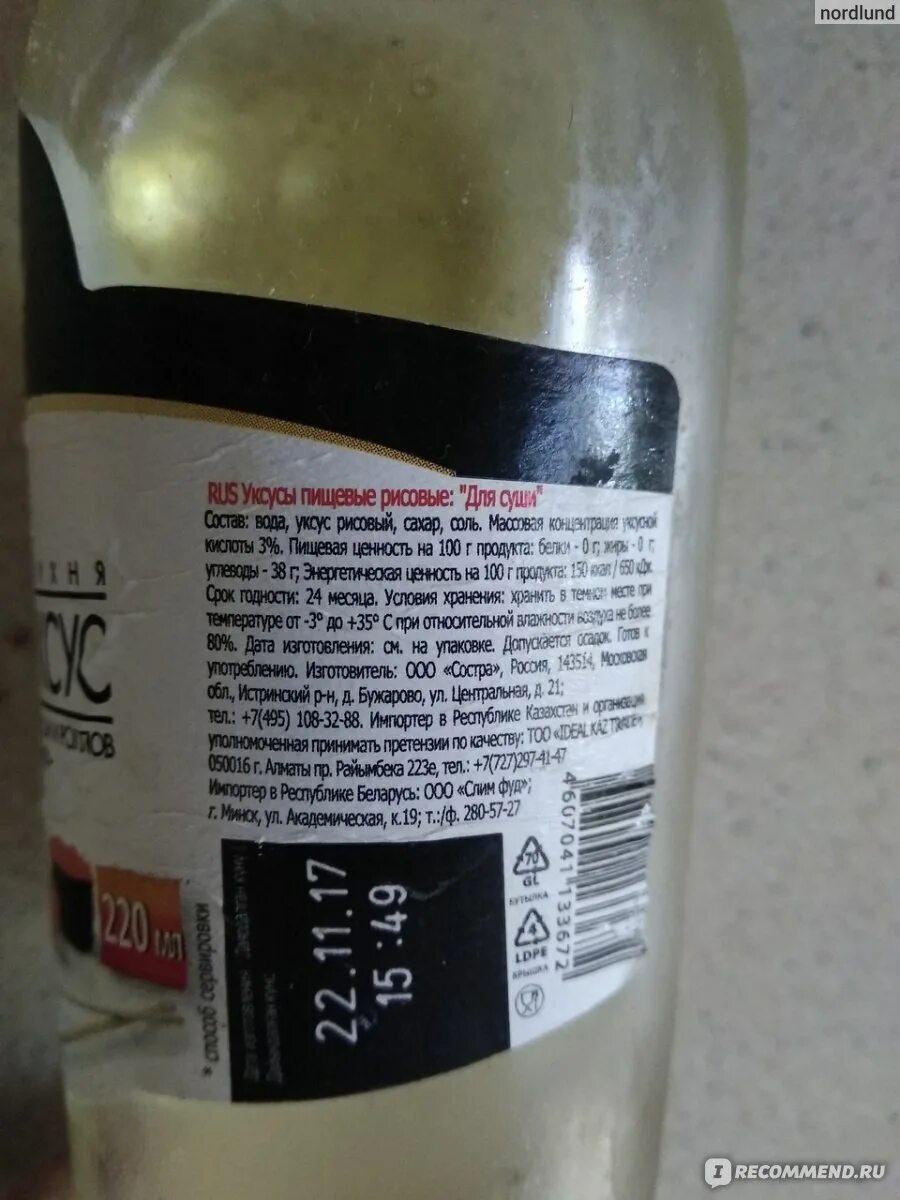 nordlund
RUS Уксусы пищевые рисовые: "Для суши"
Состав: вода, уксус рисовый, сахар, соль. Массовая концентрация уксусной
кислоты 3%. Пищевая ценность на 100 г продукта: белки - 0 г; жиры - 0 г;
углеводы - 38 г; Энергетическая ценность на 100 г продукта: 150 ккал / 650 кДж.
Срок годности: 24 месяца. Условия хранения: хранить в темном месте при
температуре от -3° до +35° С при относительной влажности воздуха не более
80%. Дата изготовления: см. на упаковке. Допускается осадок. Готов к
употреблению. Изготовитель: ООО «Состра», Россия, 143514, Московская
обл., Истринский р-н, д. Бужарово, ул. Центральная, д. 21;
тел.: +7(495) 108-32-88. Импортер в Республике Казахстан и организация
уполномоченная принимать претензии по качеству: ТОО «IDEAL KAZ TRADE»
050016 г. Алматы пр. Райымбека 223е, тел.: +7(727)297-41-47
Импортер в Республике Беларусь: ООО «Слим фуд»;
г. Минск, ул. Академическая, к.19; т.:/ф. 280-57-27
ХНЯ
СУС
РОЛЛОВ
220
* способ сервировки
22.11.17
15:49
70
GL
БУТЫЛКА
4
LDPE
КРЫШКА
4607041133672
IRECOMMEND.RU